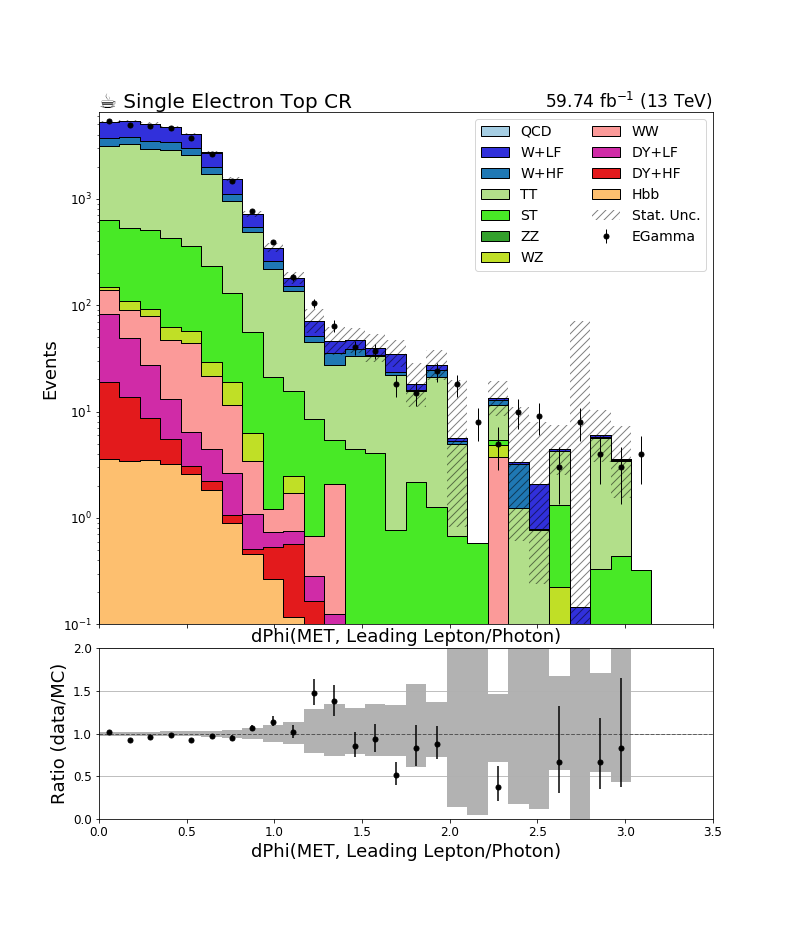 ☕ Single Electron Top CR
59.74 fb⁻¹ (13 TeV)
QCD
W+LF
W+HF
TT
ST
ZZ
WZ
WW
DY+LF
DY+HF
Hbb
Stat. Unc.
EGamma
Events
10³
10²
10¹
10⁰
10⁻¹
dPhi(MET, Leading Lepton/Photon)
Ratio (data/MC)
2.0
1.5
1.0
0.5
0.0
0.0 0.5 1.0 1.5 2.0 2.5 3.0 3.5
dPhi(MET, Leading Lepton/Photon)